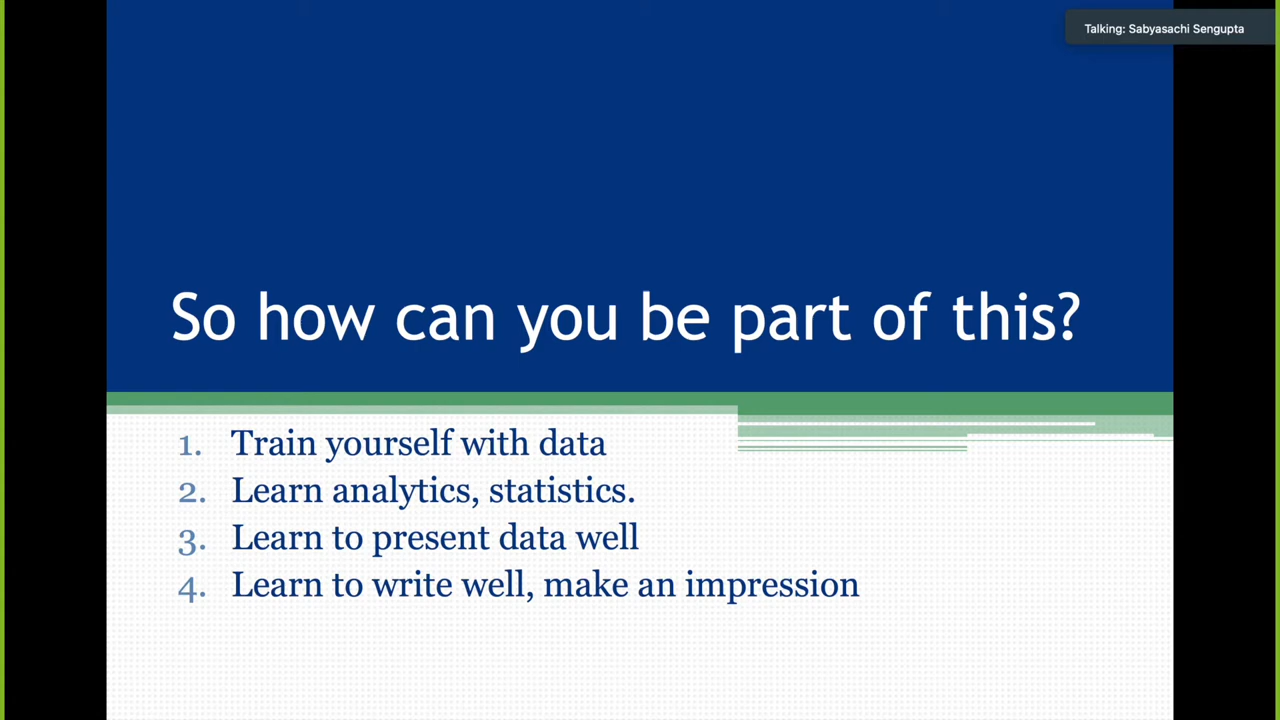 Talking: Sabyasachi Sengupta
So how can you be part of this?
1. Train yourself with data
2. Learn analytics, statistics.
3. Learn to present data well
4. Learn to write well, make an impression